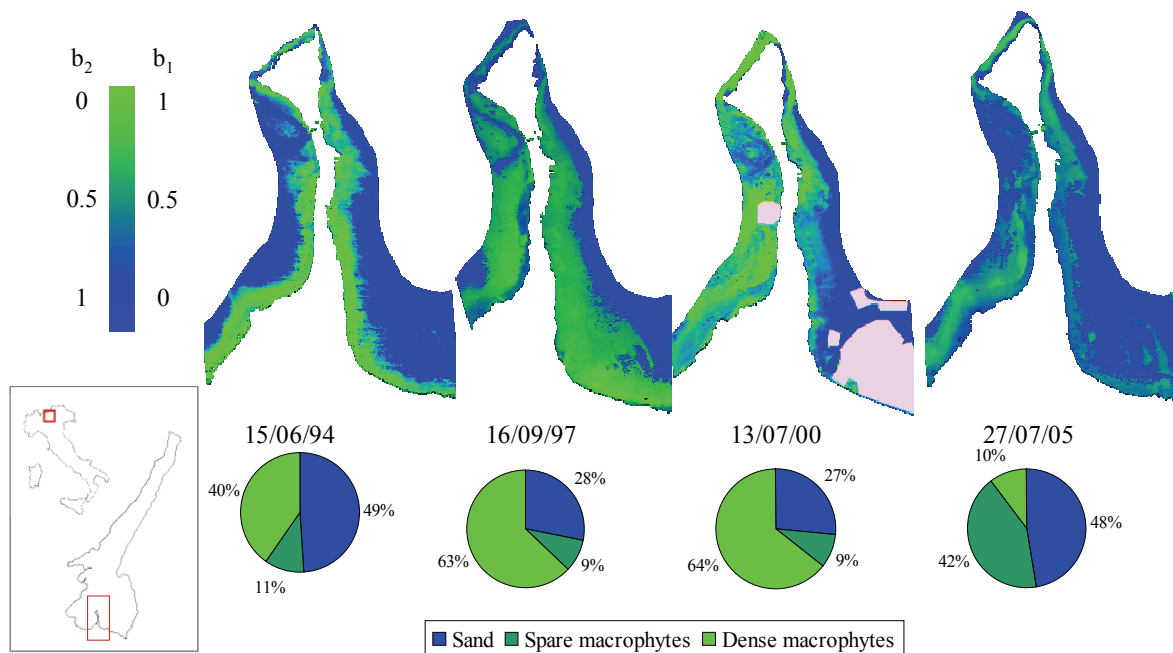 b2 b1
0 1
0.5 0.5
1 0
15/06/94 16/09/97 13/07/00 27/07/05
40% 49% 11%
63% 28% 9%
64% 27% 9%
10% 42% 48%
Sand Spare macrophytes Dense macrophytes